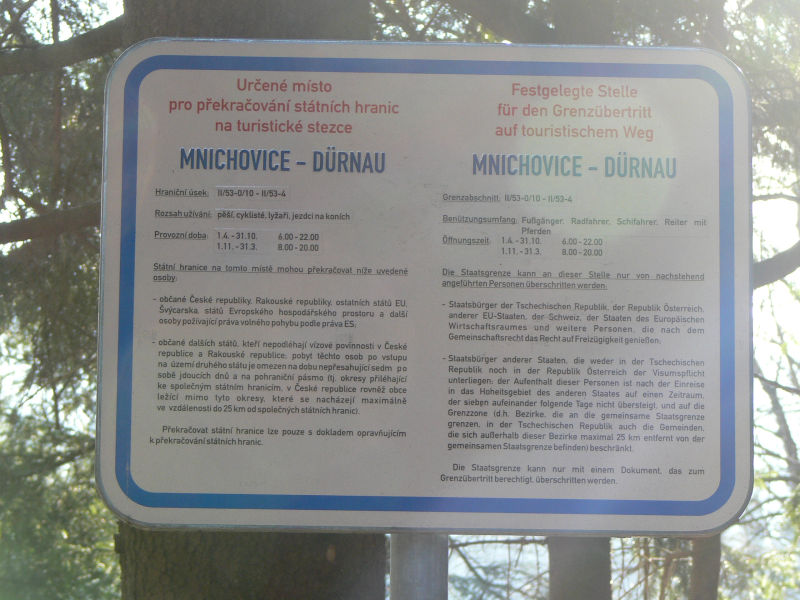 Určené místo
pro překračování státních hranic
na turistické stezce
MNICHOVICE – DÜRNAU
Hraniční úsek: II/53-0/10 - II/53-4
Rozsah užívání: pěší, cyklisté, lyžaři, jezdci na koních
Provozní doba: 1.4. - 31.10. 6.00 - 22.00
1.11. - 31.3. 8.00 - 20.00
Státní hranice na tomto místě mohou překračovat níže uvedené
osoby:
- občané České republiky, Rakouské republiky, ostatních států EU,
Švýcarska, států Evropského hospodářského prostoru a další
osoby požívající práva volného pohybu podle práva ES;
- občané dalších států, kteří nepodléhají vízové povinnosti v České
republice a Rakouské republice; pobyt těchto osob po vstupu
na území druhého státu je omezen na dobu nepřesahující sedm po
sobě jdoucích dnů a na pohraniční pásmo (tj. okresy přiléhající
ke společným státním hranicím, v České republice rovněž obce
ležící mimo tyto okresy, které se nacházejí maximálně
ve vzdálenosti do 25 km od společných státních hranic).
Překračovat státní hranice lze pouze s dokladem opravňujícím
k překračování státních hranic.
Festgelegte Stelle
für den Grenzübertritt
auf touristischem Weg
MNICHOVICE – DÜRNAU
Grenzabschnitt: II/53-0/10 - II/53-4
Benützungsumfang: Fußgänger, Radfahrer, Schifahrer, Reiter mit
Pferden
Öffnungszeit: 1.4. - 31.10. 6.00 - 22.00
1.11. - 31.3. 8.00 - 20.00
Die Staatsgrenze kann an dieser Stelle nur von nachstehend
angeführten Personen überschritten werden:
- Staatsbürger der Tschechischen Republik, der Republik Österreich,
anderer EU-Staaten, der Schweiz, der Staaten des Europäischen
Wirtschaftsraumes und weitere Personen, die nach dem
Gemeinschaftsrecht das Recht auf Freizügigkeit genießen;
- Staatsbürger anderer Staaten, die weder in der Tschechischen
Republik noch in der Republik Österreich der Visumspflicht
unterliegen; der Aufenthalt dieser Personen ist nach der Einreise
in das Hoheitsgebiet des anderen Staates auf einen Zeitraum,
der sieben aufeinander folgende Tage nicht übersteigt, und auf die
Grenzzone (d.h. Bezirke, die an die gemeinsame Staatsgrenze
grenzen, in der Tschechischen Republik auch die Gemeinden,
die sich außerhalb dieser Bezirke maximal 25 km entfernt von der
gemeinsamen Staatsgrenze befinden) beschränkt.
Die Staatsgrenze kann nur mit einem Dokument, das zum
Grenzübertritt berechtigt, überschritten werden.